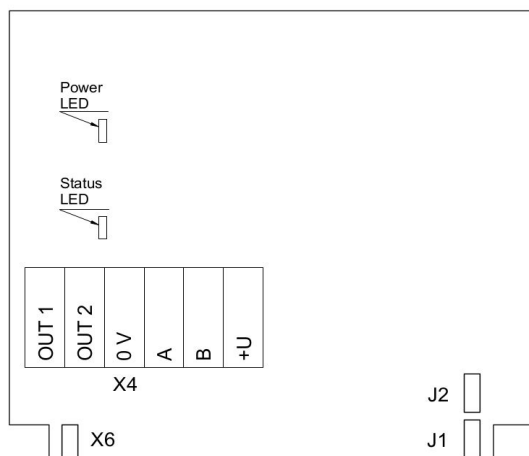 Power
LED
Status
LED
OUT 1
OUT 2
0 V
A
B
+U
X4
J2
X6
J1